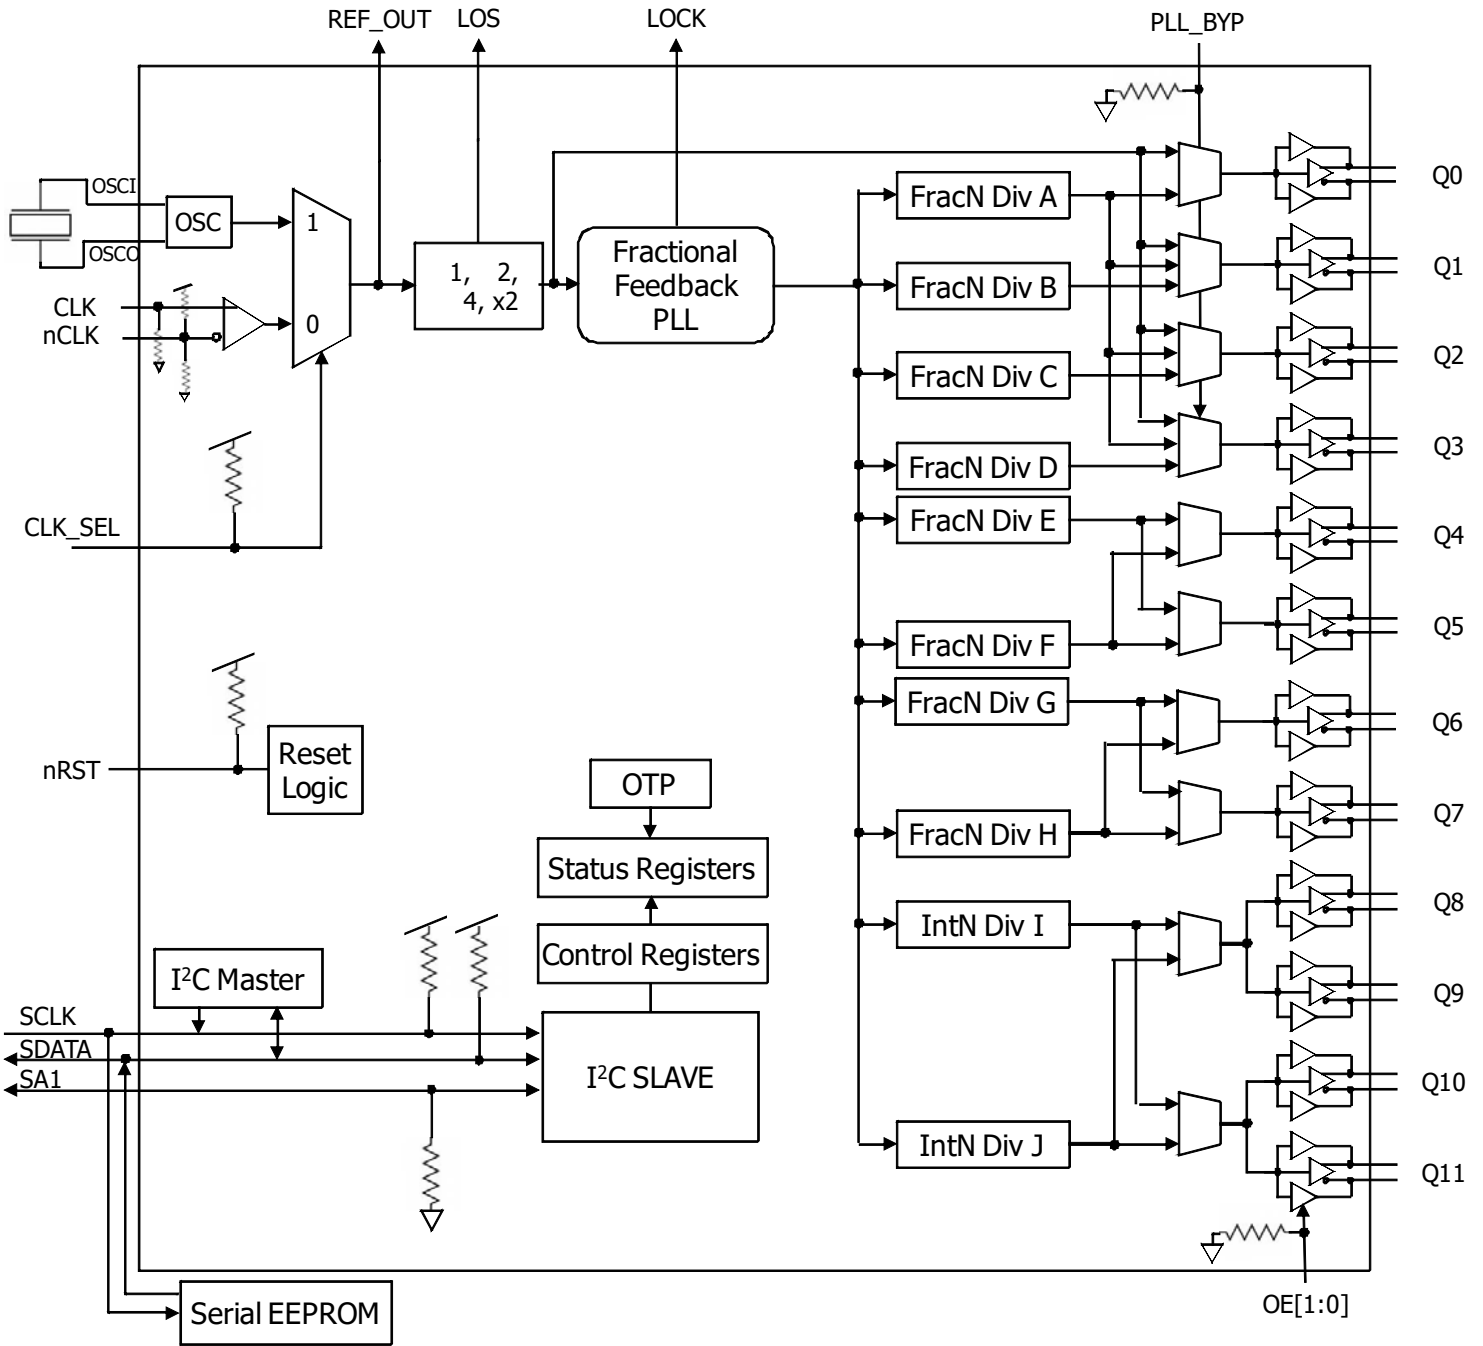 REF_OUT LOS LOCK PLL_BYP
OSCI
OSC
OSCO
1
0
CLK
nCLK
1, 2,
4, x2
Fractional
Feedback
PLL
FracN Div A
FracN Div B
FracN Div C
FracN Div D
FracN Div E
FracN Div F
FracN Div G
FracN Div H
IntN Div I
IntN Div J
Q0
Q1
Q2
Q3
Q4
Q5
Q6
Q7
Q8
Q9
Q10
Q11
CLK_SEL
nRST
Reset
Logic
OTP
Status Registers
Control Registers
I²C Master
SCLK
SDATA
SA1
I²C SLAVE
Serial EEPROM
OE[1:0]